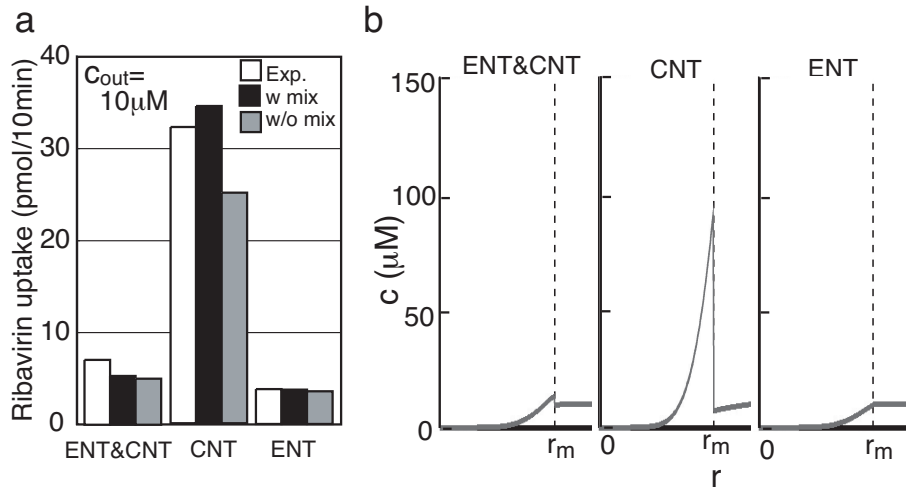 a
Ribavirin uptake (pmol/10min)
40
30
20
10
0
cout=
10μM
Exp.
w mix
w/o mix
ENT&CNT
CNT
ENT
b
c (μM)
150
100
50
0
ENT&CNT
CNT
ENT
rm
0
rm
0
rm
r